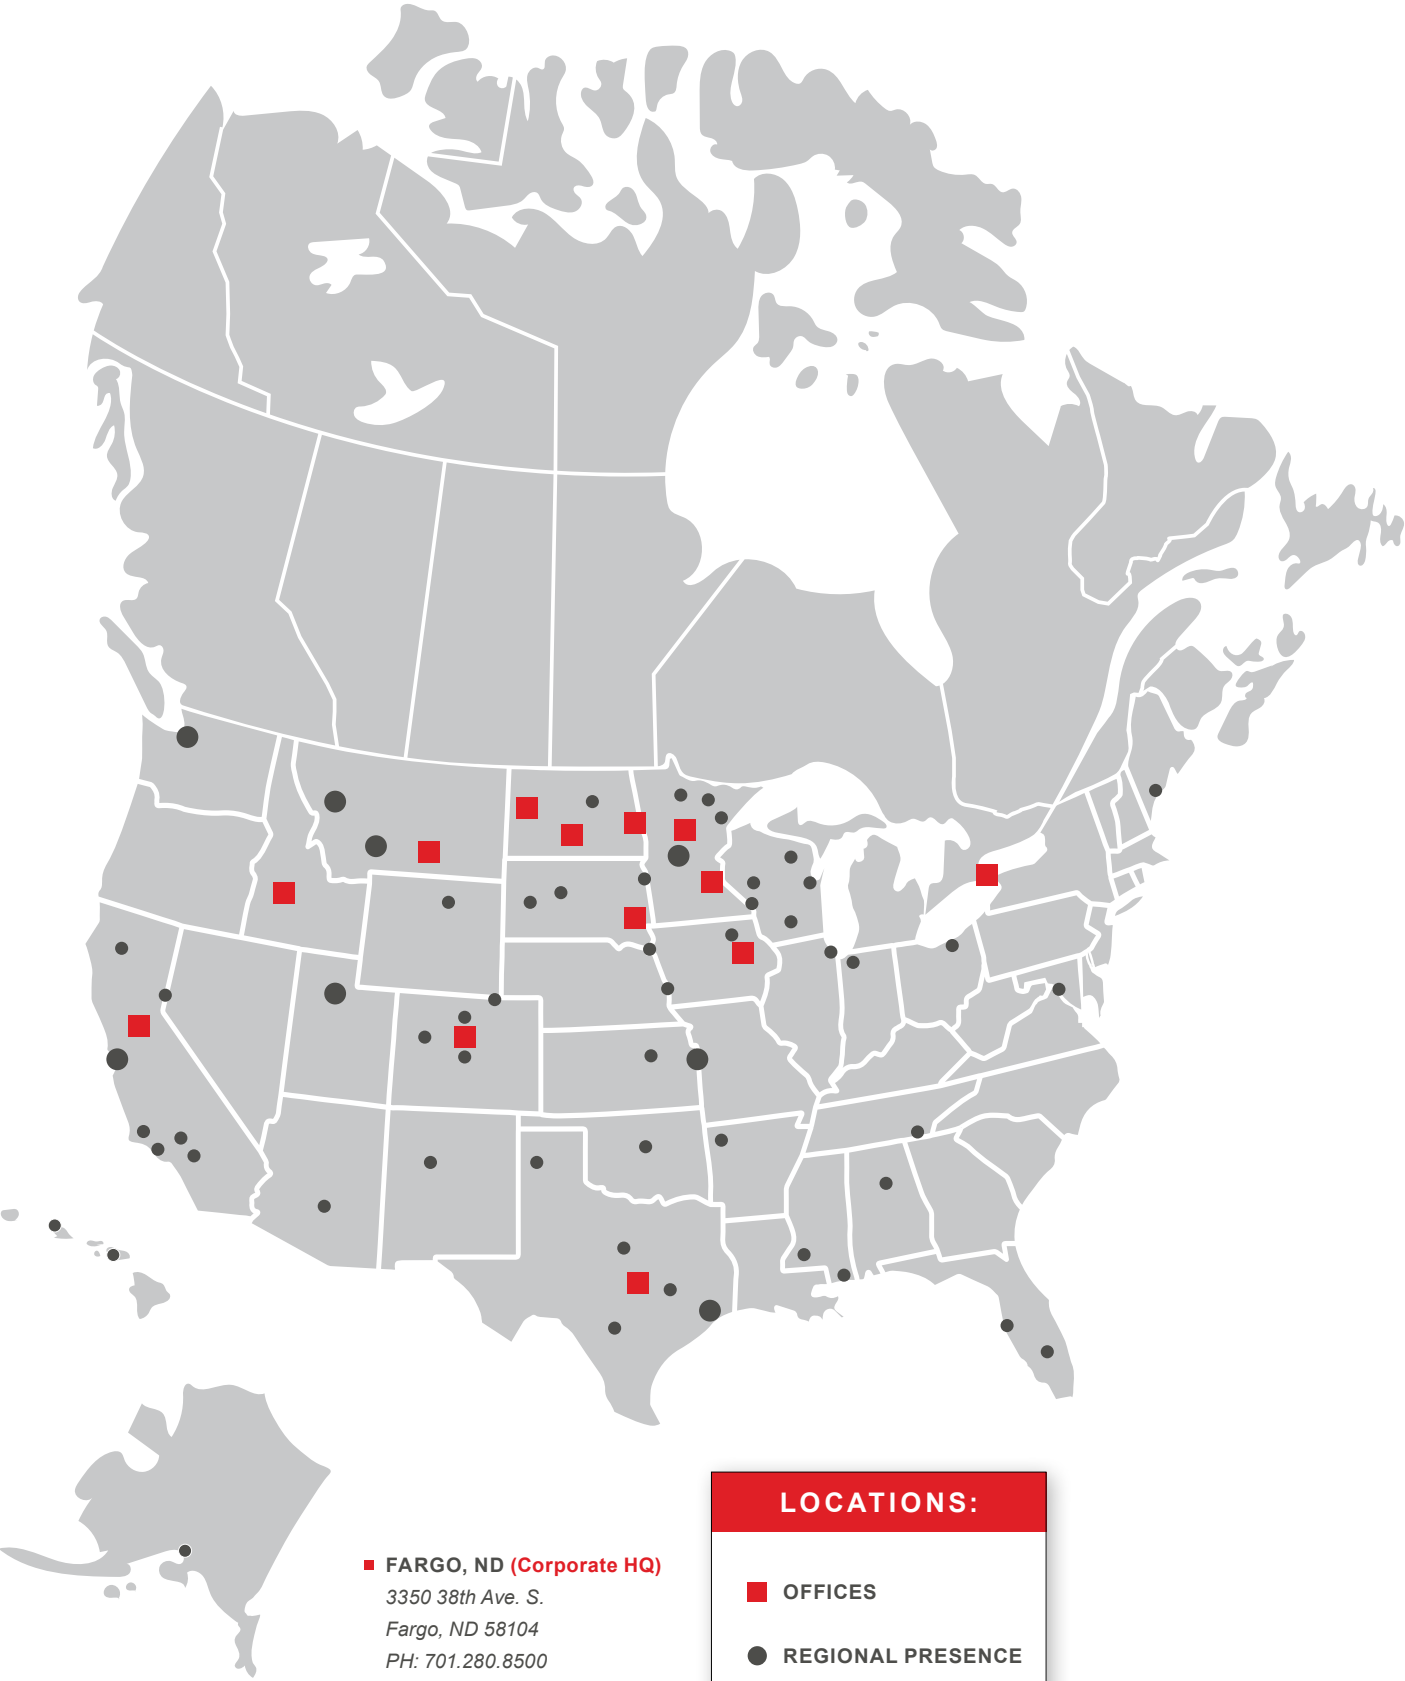 FARGO, ND (Corporate HQ)
3350 38th Ave. S.
Fargo, ND 58104
PH: 701.280.8500
LOCATIONS:
OFFICES
REGIONAL PRESENCE